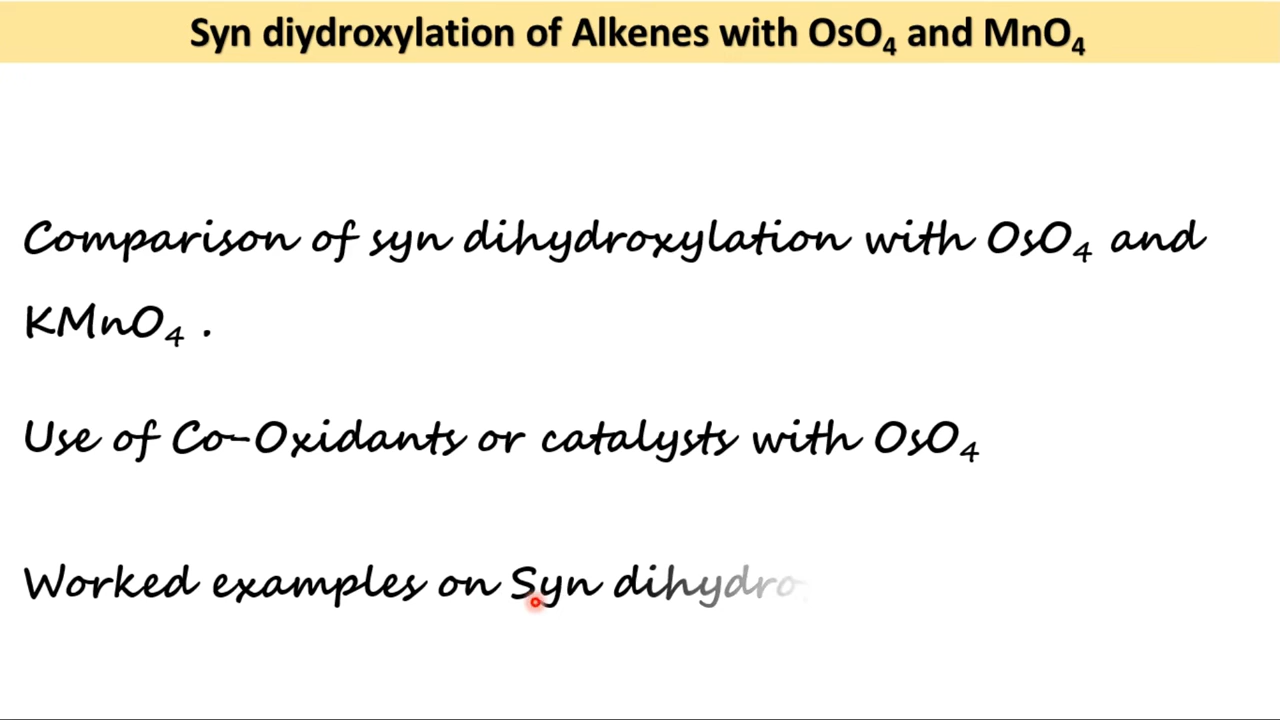 Syn diydroxylation of Alkenes with OsO₄ and MnO₄
Comparison of syn dihydroxylation with OsO₄ and
KMnO₄ .
Use of Co-Oxidants or catalysts with OsO₄
Worked examples on Syn dihydro